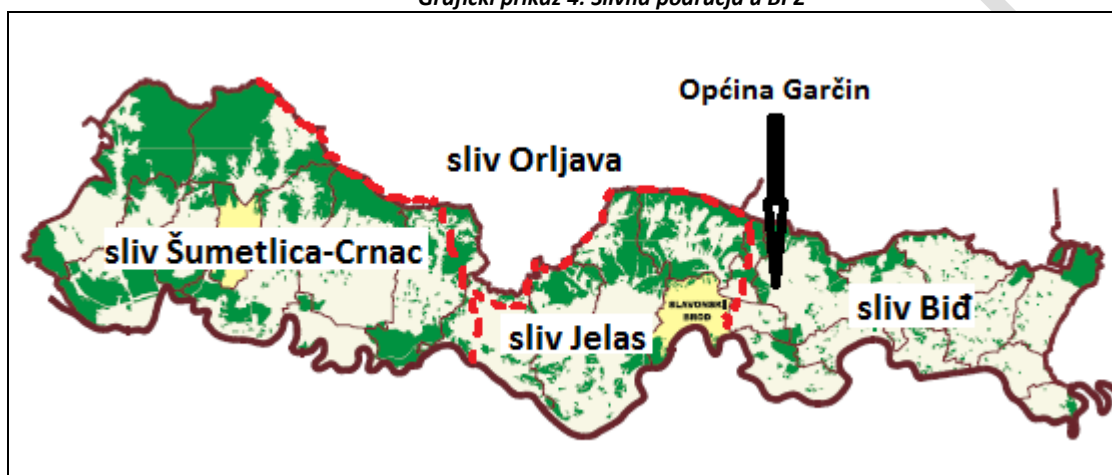 Grafički prikaz 4. Slivna područja u BPŽ
Općina Garčin
sliv Orljava
sliv Šumetlica-Crnac
sliv Biđ
SLAVONSKI
BROD
sliv Jelas